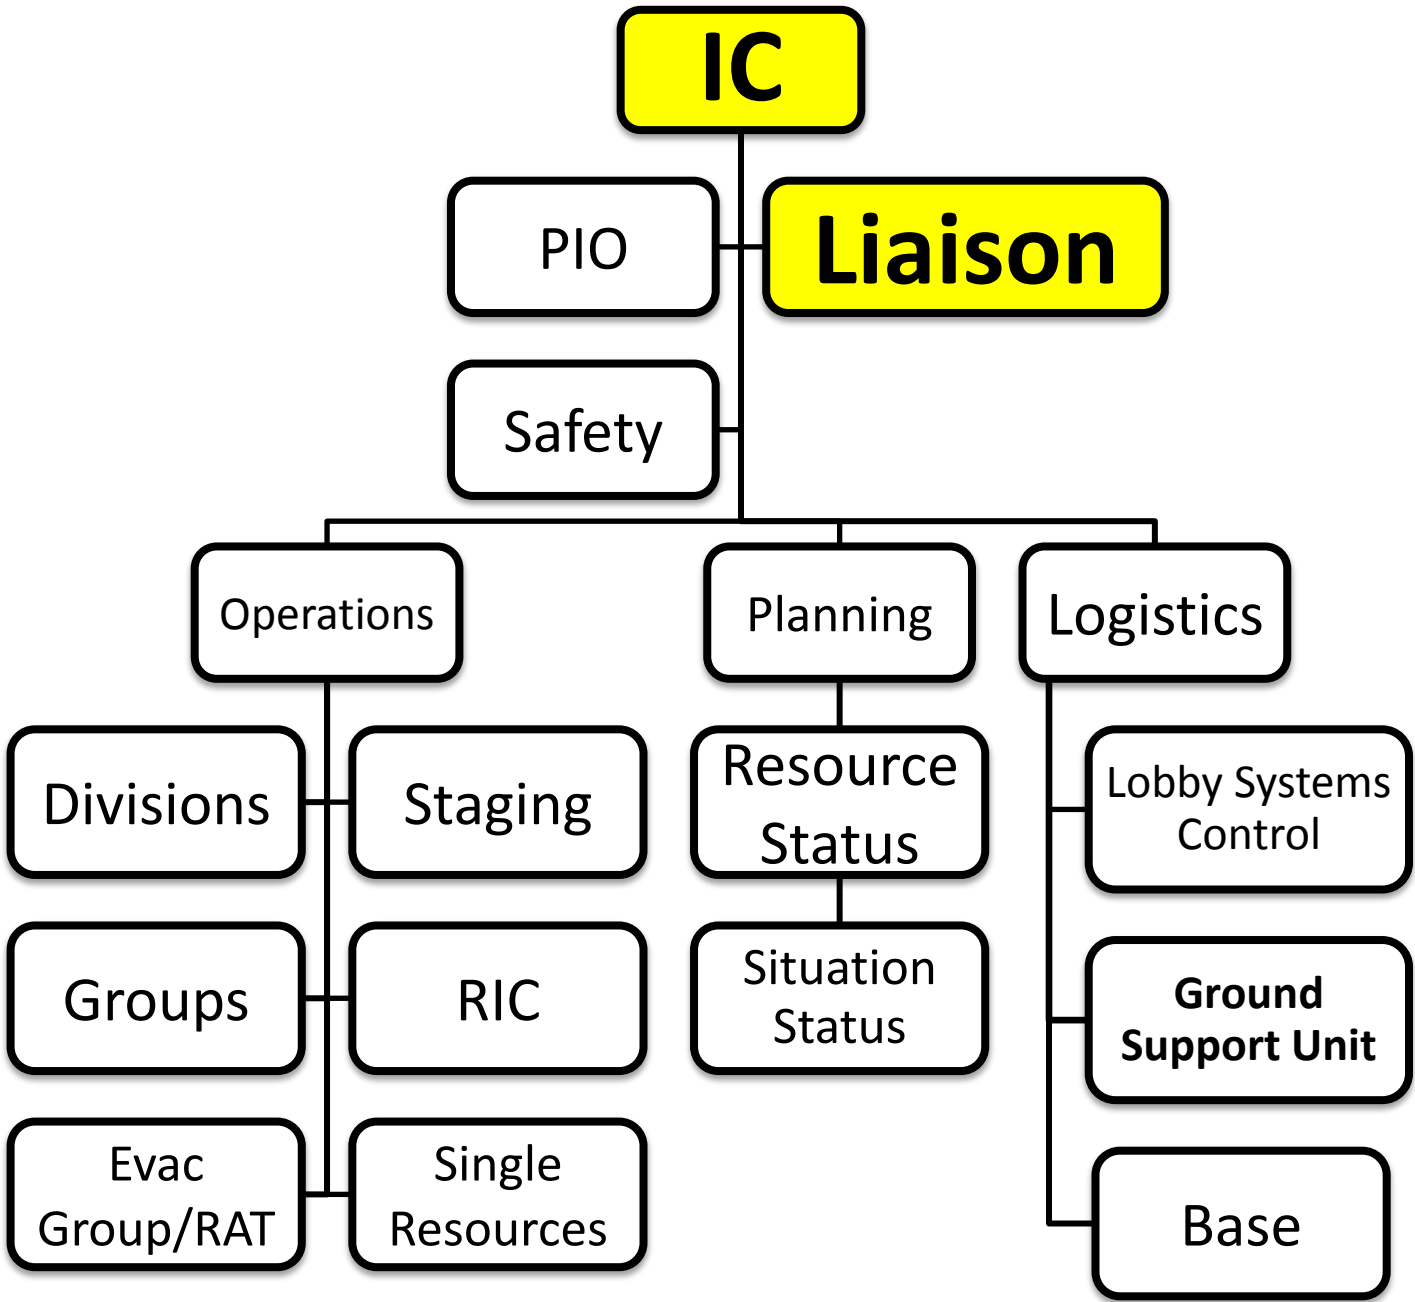 IC
PIO
Liaison
Safety
Operations
Planning
Logistics
Divisions
Staging
Resource
Status
Lobby Systems
Control
Groups
RIC
Situation
Status
Ground
Support Unit
Evac
Group/RAT
Single
Resources
Base